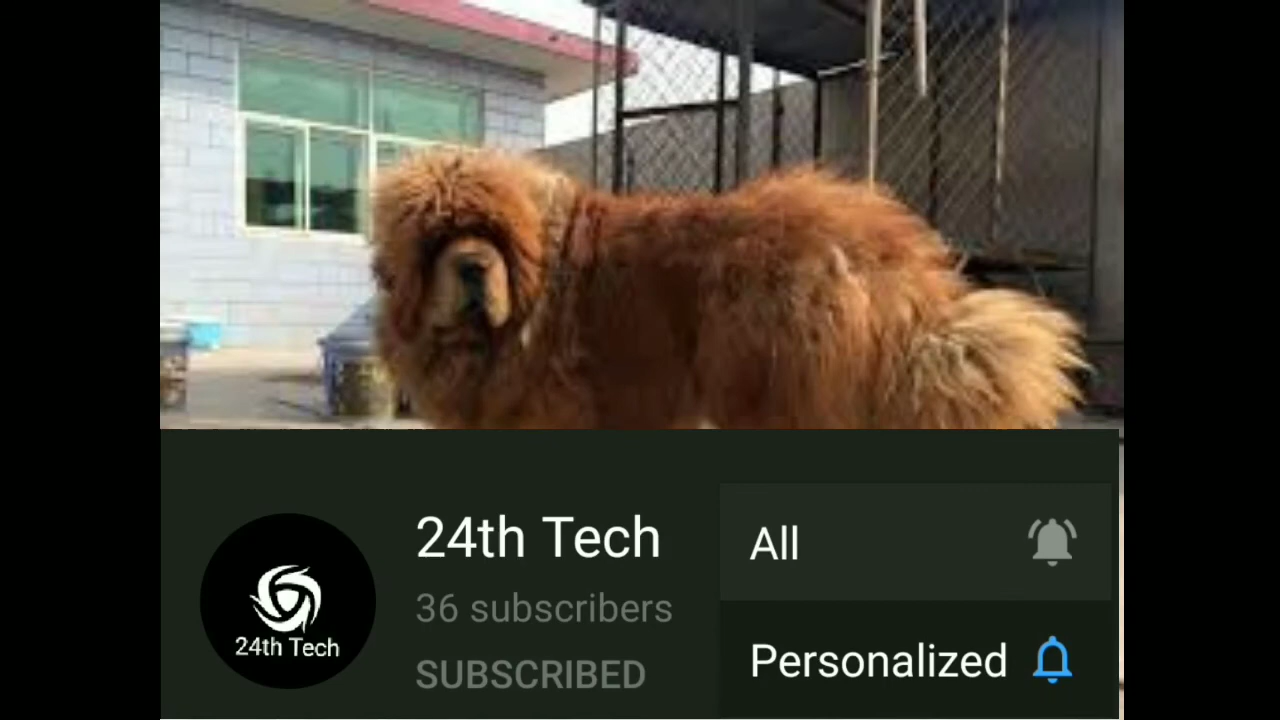 24th Tech
36 subscribers
SUBSCRIBED
24th Tech
All
Personalized